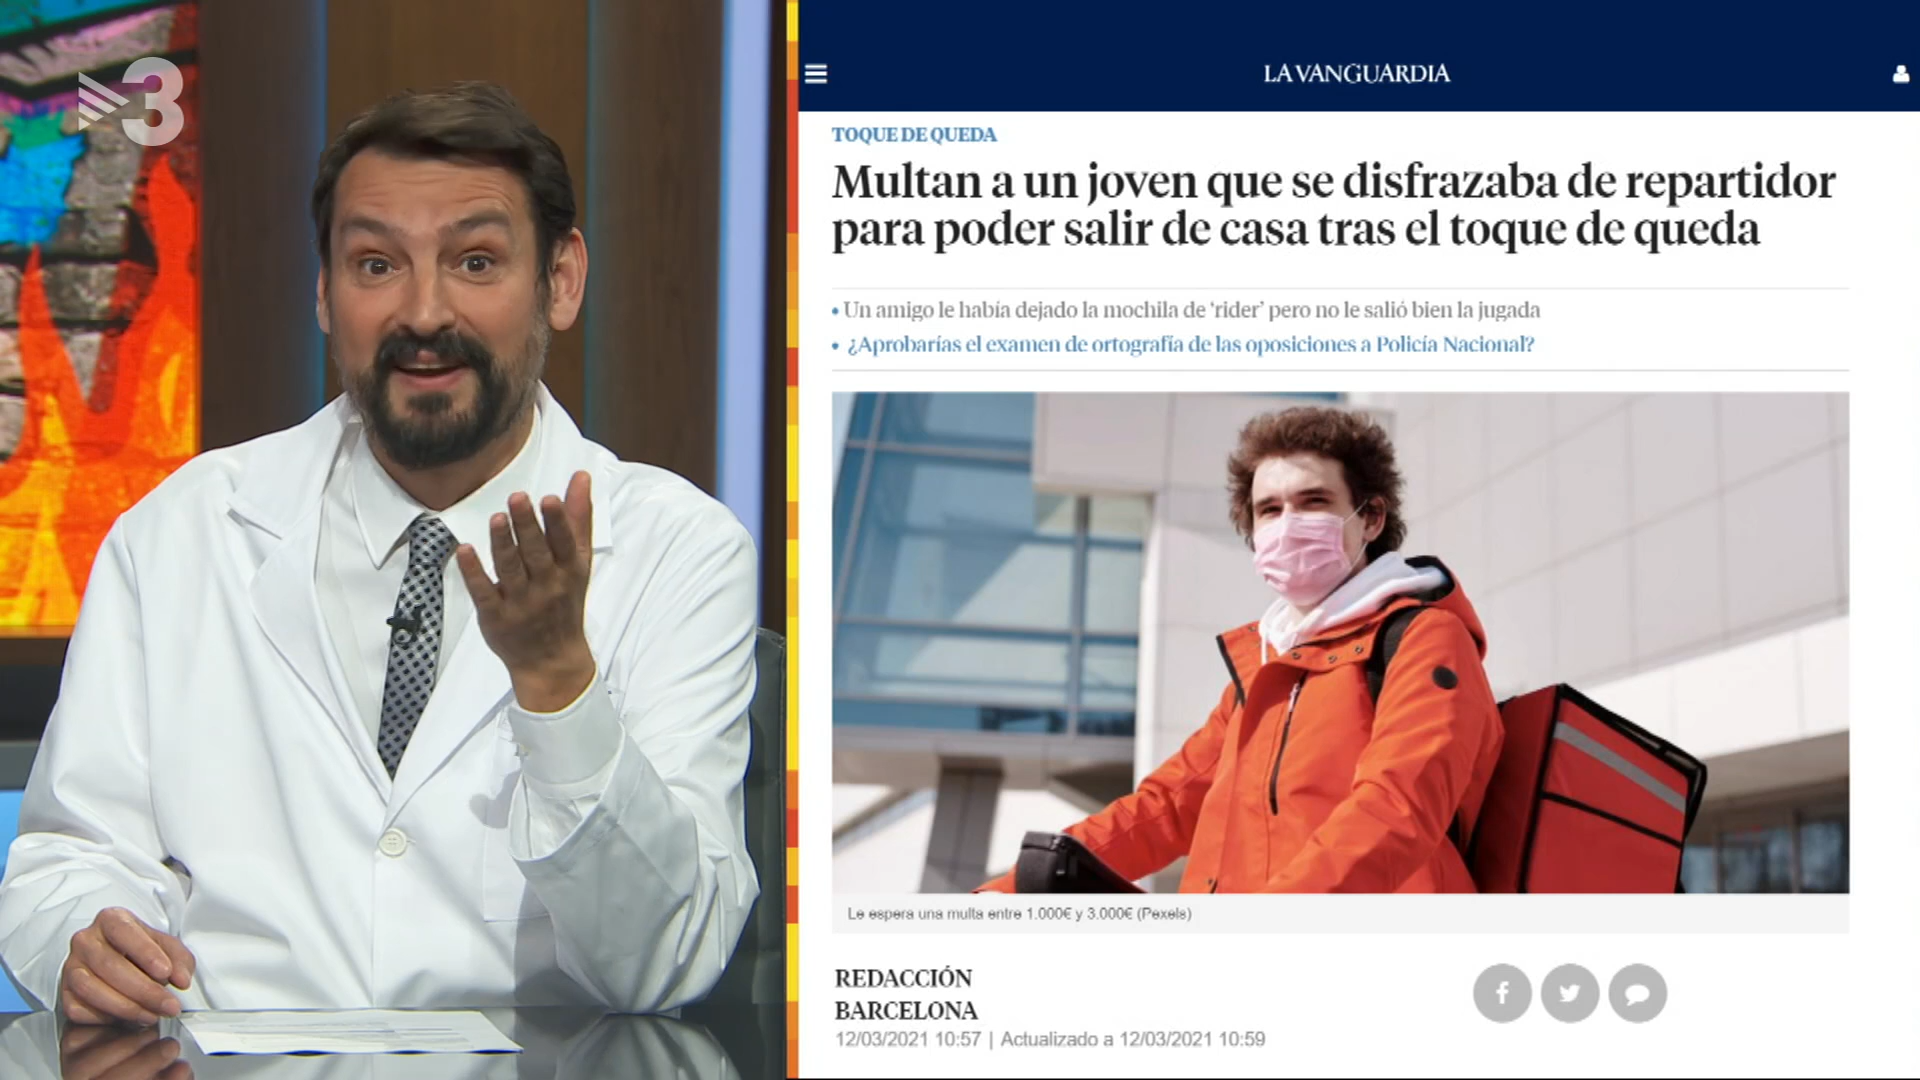 3
LA VANGUARDIA
TOQUE DE QUEDA
Multan a un joven que se disfrazaba de repartidor
para poder salir de casa tras el toque de queda
• Un amigo le había dejado la mochila de ‘rider’ pero no le salió bien la jugada
• ¿Aprobarías el examen de ortografía de las oposiciones a Policía Nacional?
Le espera una multa entre 1.000€ y 3.000€ (Pexels)
REDACCIÓN
BARCELONA
12/03/2021 10:57 | Actualizado a 12/03/2021 10:59